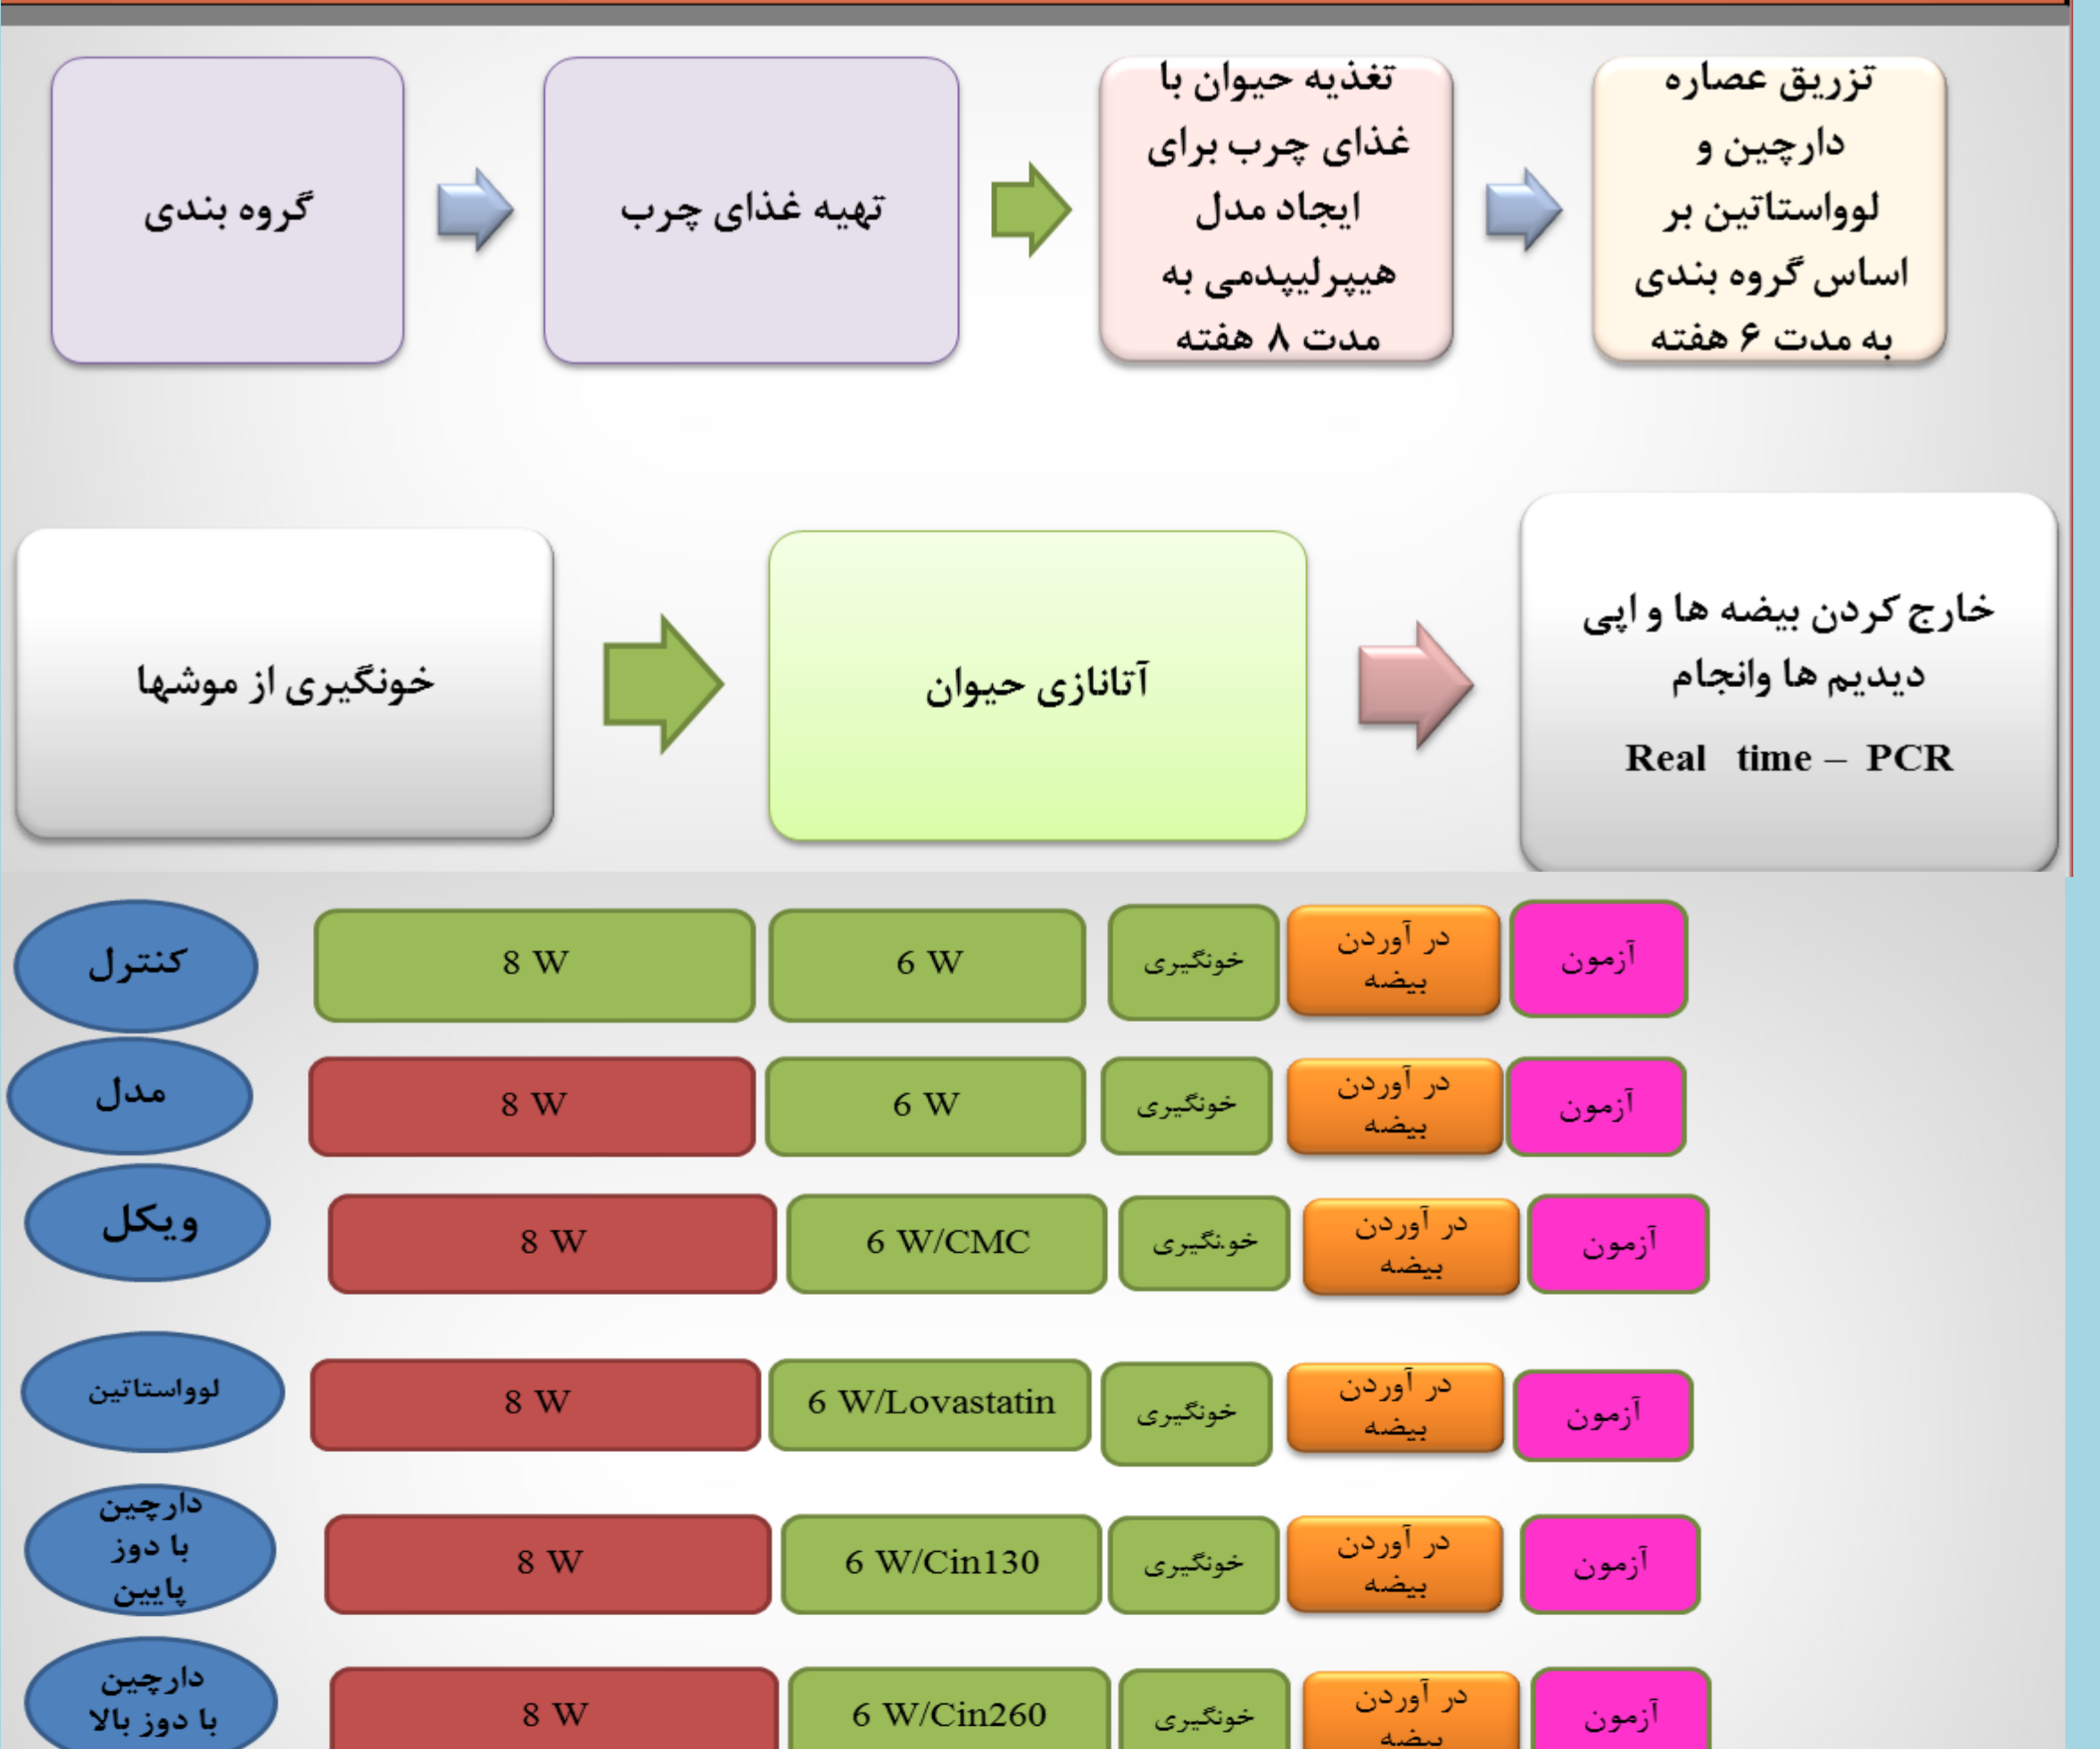 گروه بندی
تهیه غذای چرب
تغذیه حیوان با
غذای چرب برای
ایجاد مدل
هیپرلیپدمی به
مدت ۸ هفته
تزریق عصاره
دارچین و
لوواستاتین بر
اساس گروه بندی
به مدت ۶ هفته
خونگیری از موشها
آتانازی حیوان
خارج کردن بیضه ها و اپی
دیدیم ها وانجام
Real time – PCR
کنترل
8 W
6 W
خونگیری
در آوردن
بیضه
آزمون
مدل
8 W
6 W
خونگیری
در آوردن
بیضه
آزمون
ویکل
8 W
6 W/CMC
خونگیری
در آوردن
بیضه
آزمون
لوواستاتین
8 W
6 W/Lovastatin
خونگیری
در آوردن
بیضه
آزمون
دارچین
با دوز
پایین
8 W
6 W/Cin130
خونگیری
در آوردن
بیضه
آزمون
دارچین
با دوز بالا
8 W
6 W/Cin260
خونگیری
در آوردن
بیضه
آزمون